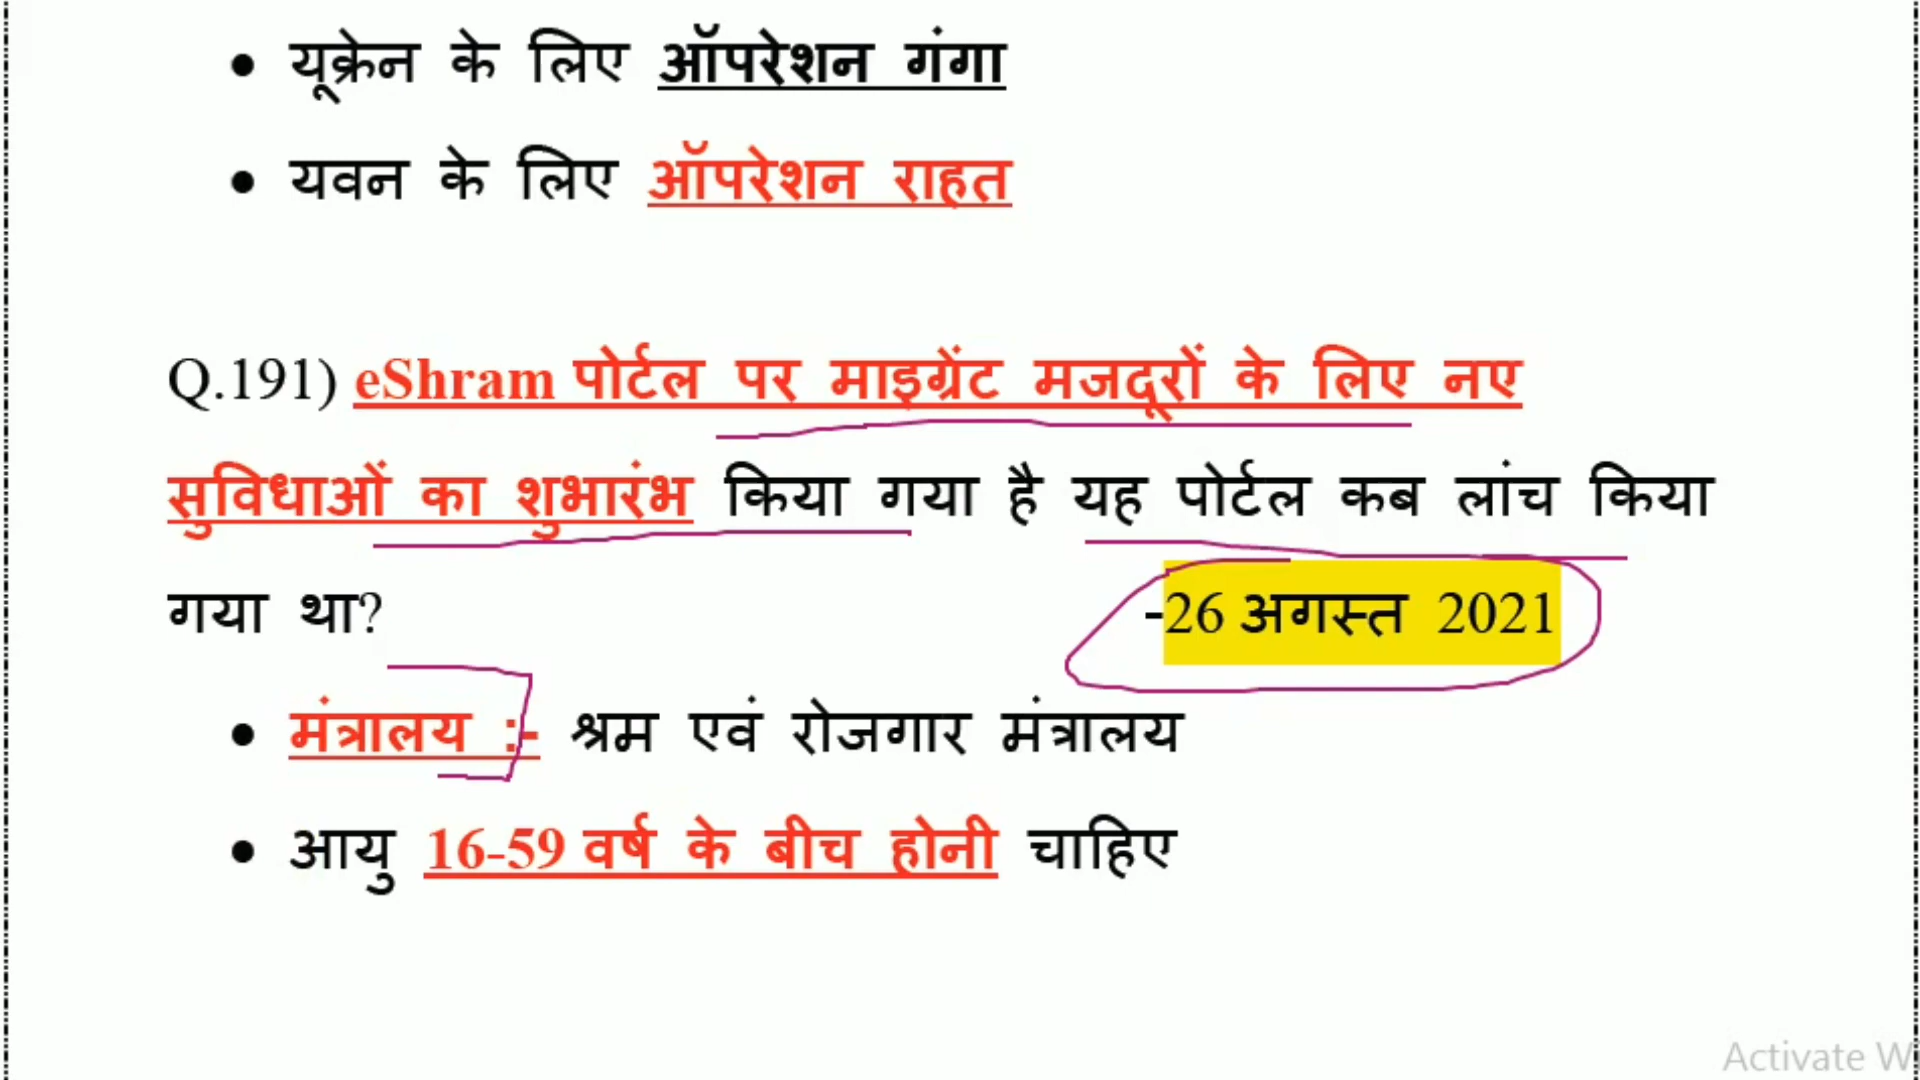 • यूक्रेन के लिए ऑपरेशन गंगा
• यवन के लिए ऑपरेशन राहत
Q.191) eShram पोर्टल पर माइग्रेंट मजदूरों के लिए नए
सुविधाओं का शुभारंभ किया गया है यह पोर्टल कब लांच किया
गया था? -26 अगस्त 2021
• मंत्रालय :- श्रम एवं रोजगार मंत्रालय
• आयु 16-59 वर्ष के बीच होनी चाहिए
Activate W